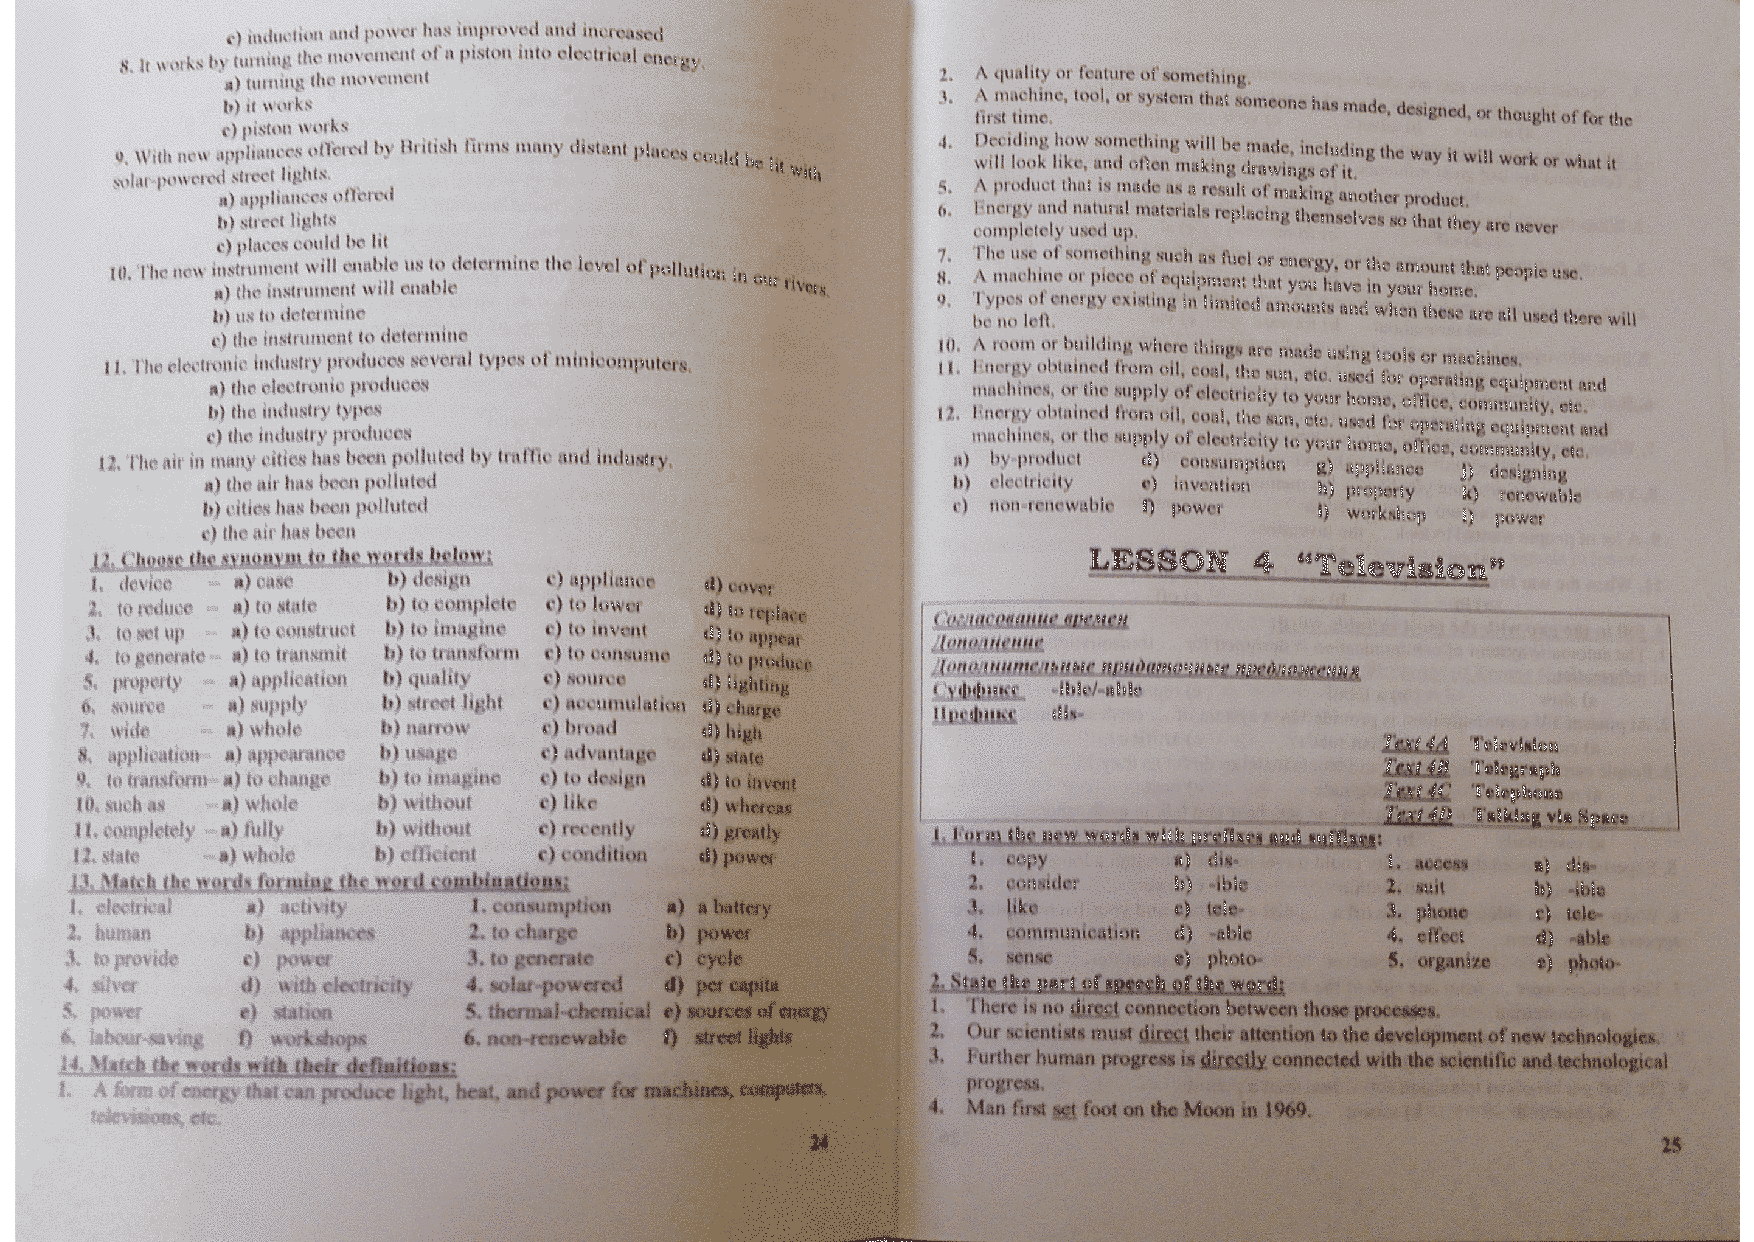 c) induction and power has improved and increased
8. It works by turning the movement of a piston into electrical energy.
a) turning the movement
b) it works
c) piston works
9. With new appliances offered by British firms many distant places could be lit with
solar-powered street lights.
a) appliances offered
b) street lights
c) places could be lit
10. The new instrument will enable us to determine the level of pollution in our rivers.
a) the instrument will enable
b) us to determine
c) the instrument to determine
11. The electronic industry produces several types of minicomputers.
a) the electronic produces
b) the industry types
c) the industry produces
12. The air in many cities has been polluted by traffic and industry.
a) the air has been polluted
b) cities has been polluted
c) the air has been
12. Choose the synonym to the words below:
1. device – a) case b) design c) appliance d) cover
2. to reduce – a) to state b) to complete c) to lower d) to replace
3. to set up – a) to construct b) to imagine c) to invent d) to appear
4. to generate – a) to transmit b) to transform c) to consume d) to produce
5. property – a) application b) quality c) source d) lighting
6. source – a) supply b) street light c) accumulation d) charge
7. wide – a) whole b) narrow c) broad d) high
8. application – a) appearance b) usage c) advantage d) state
9. to transform – a) to change b) to imagine c) to design d) to invent
10. such as – a) whole b) without c) like d) whereas
11. completely – a) fully b) without c) recently d) greatly
12. state – a) whole b) efficient c) condition d) power
13. Match the words forming the word combinations:
1. electrical a) activity 1. consumption a) a battery
2. human b) appliances 2. to charge b) power
3. to provide c) power 3. to generate c) cycle
4. silver d) with electricity 4. solar-powered d) per capita
5. power e) station 5. thermal-chemical e) sources of energy
6. labour-saving f) workshops 6. non-renewable f) street lights
14. Match the words with their definitions:
1. A form of energy that can produce light, heat, and power for machines, computers,
televisions, etc.
24
2. A quality or feature of something.
3. A machine, tool, or system that someone has made, designed, or thought of for the
first time.
4. Deciding how something will be made, including the way it will work or what it
will look like, and often making drawings of it.
5. A product that is made as a result of making another product.
6. Energy and natural materials replacing themselves so that they are never
completely used up.
7. The use of something such as fuel or energy, or the amount that people use.
8. A machine or piece of equipment that you have in your home.
9. Types of energy existing in limited amounts and when these are all used there will
be no left.
10. A room or building where things are made using tools or machines.
11. Energy obtained from oil, coal, the sun, etc. used for operating equipment and
machines, or the supply of electricity to your home, office, community, etc.
12. Energy obtained from oil, coal, the sun, etc. used for operating equipment and
machines, or the supply of electricity to your home, office, community, etc.
a) by-product d) consumption g) appliance j) designing
b) electricity e) invention h) property k) renewable
c) non-renewable f) power i) workshop l) power
LESSON 4 “Television”
Согласование времен
Дополнение
Дополнительные придаточные предложения
Суффикс -ible/-able
Префикс dis-
Text 4A Television
Text 4B Telegraph
Text 4C Telephone
Text 4D Talking via Space
1. Form the new words with prefixes and suffixes:
1. copy a) dis- 1. access a) dis-
2. consider b) -ible 2. suit b) -ible
3. like c) tele- 3. phone c) tele-
4. communication d) -able 4. effect d) -able
5. sense e) photo- 5. organize e) photo-
2. State the part of speech of the word:
1. There is no direct connection between those processes.
2. Our scientists must direct their attention to the development of new technologies.
3. Further human progress is directly connected with the scientific and technological
progress.
4. Man first set foot on the Moon in 1969.
25